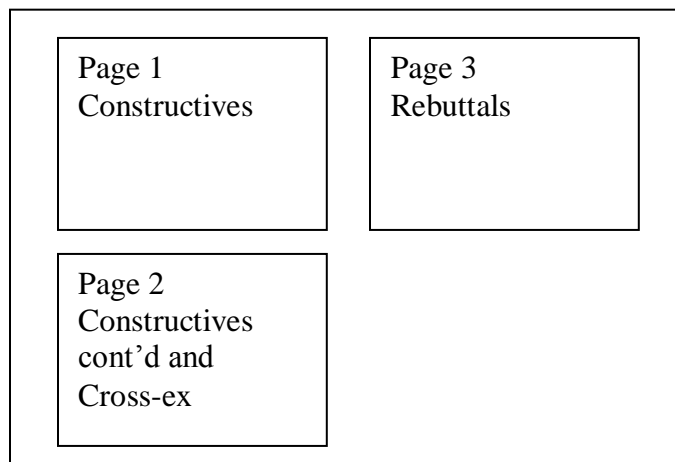 Page 1
Constructives
Page 3
Rebuttals
Page 2
Constructives
cont’d and
Cross-ex